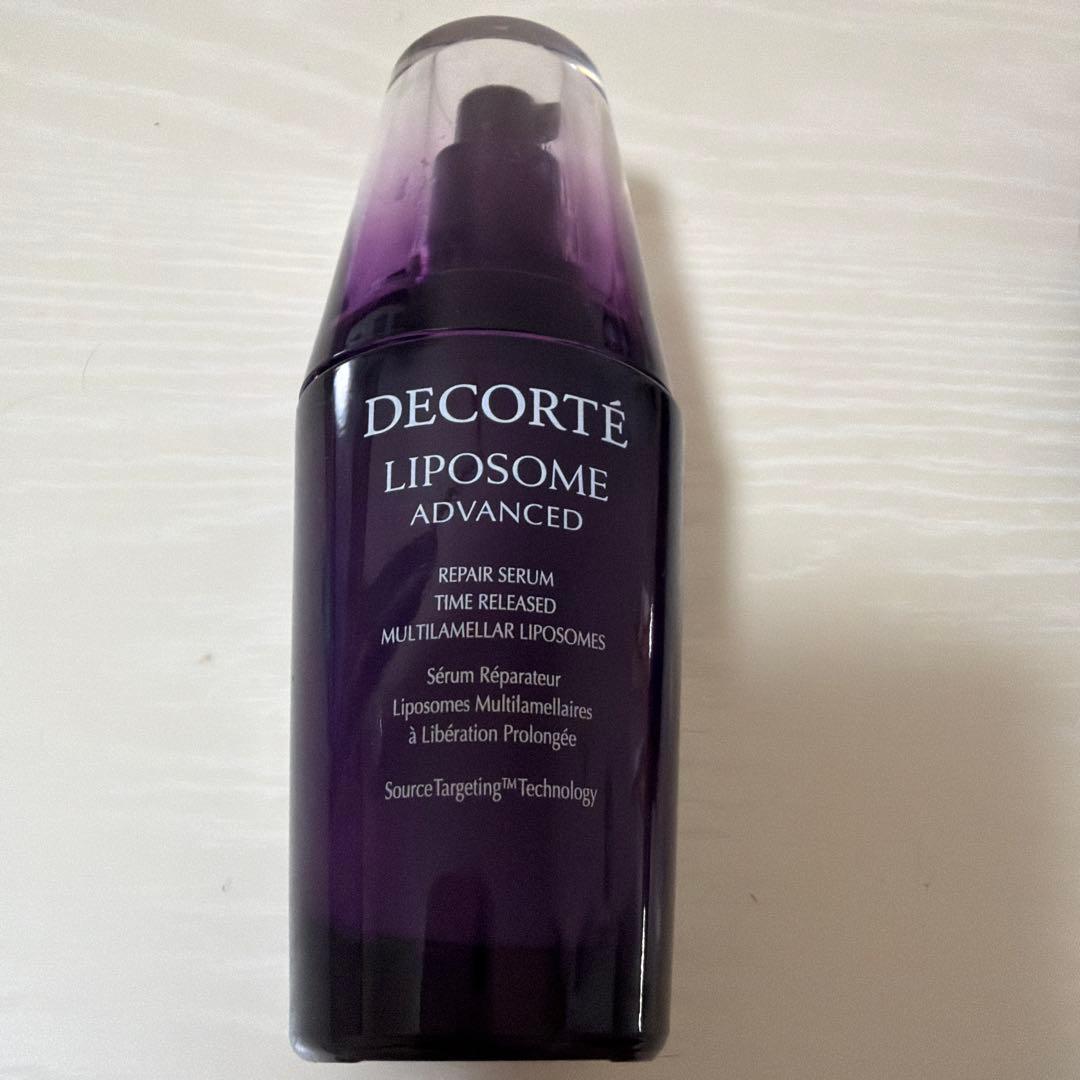 DECORTÉ
LIPOSOME
ADVANCED
REPAIR SERUM
TIME RELEASED
MULTILAMELLAR LIPOSOMES
Sérum Réparateur
Liposomes Multilamellaires
à Libération Prolongée
SourceTargeting™Technology